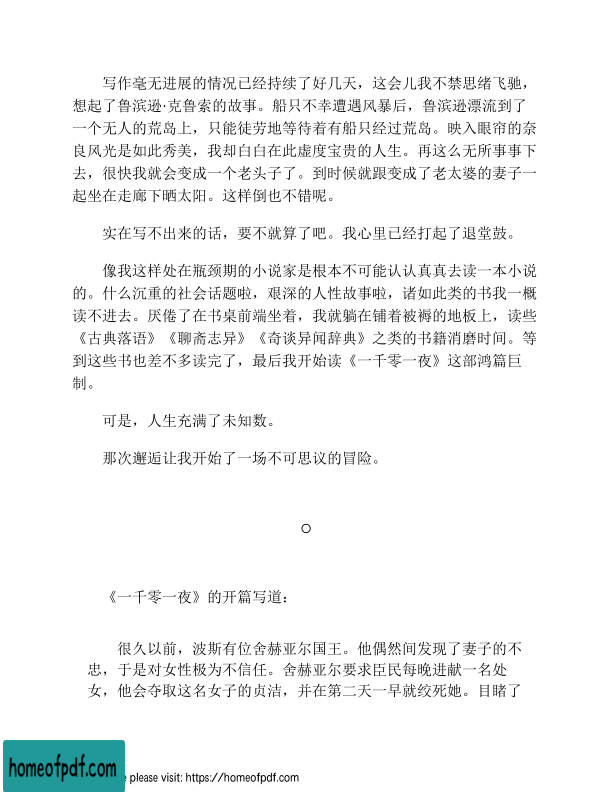 写作毫无进展的情况已经持续了好几天，这会儿我不禁思绪飞驰，
想起了鲁滨逊·克鲁索的故事。船只不幸遭遇风暴后，鲁滨逊漂流到了
一个无人的荒岛上，只能徒劳地等待着有船只经过荒岛。映入眼帘的奈
良风光是如此秀美，我却白白在此虚度宝贵的人生。再这么无所事事下
去，很快我就会变成一个老头子了。到时候就跟变成了老太婆的妻子一
起坐在走廊下晒太阳。这样倒也不错呢。
实在写不出来的话，要不就算了吧。我心里已经打起了退堂鼓。
像我这样处在瓶颈期的小说家是根本不可能认认真真去读一本小说
的。什么沉重的社会话题啦，艰深的人性故事啦，诸如此类的书我一概
读不进去。厌倦了在书桌前端坐着，我就躺在铺着被褥的地板上，读些
《古典落语》《聊斋志异》《奇谈异闻辞典》之类的书籍消磨时间。等
到这些书也差不多读完了，最后我开始读《一千零一夜》这部鸿篇巨
制。
可是，人生充满了未知数。
那次邂逅让我开始了一场不可思议的冒险。
○
《一千零一夜》的开篇写道：
很久以前，波斯有位舍赫亚尔国王。他偶然间发现了妻子的不
忠，于是对女性极为不信任。舍赫亚尔要求臣民每晚进献一名处
女，他会夺取这名女子的贞洁，并在第二天一早就绞死她。目睹了
homeofpdf.com
e please visit: https://homeofpdf.com